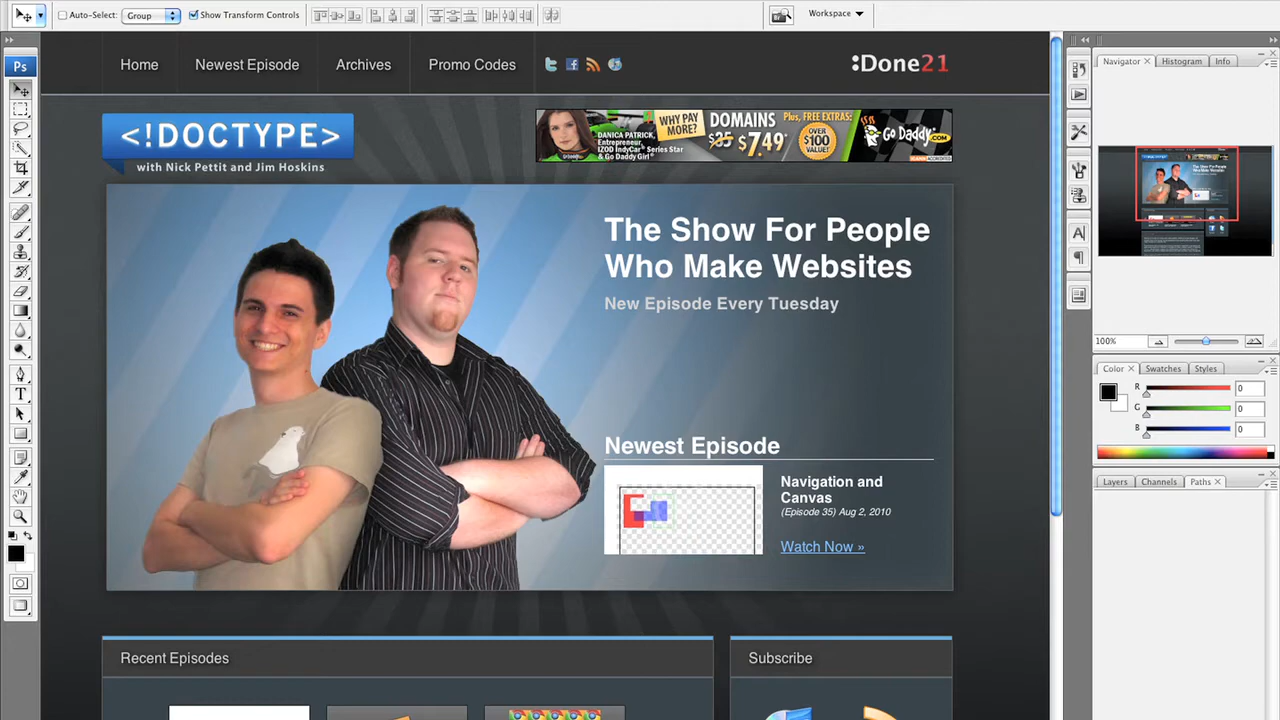 Auto-Select: Group Show Transform Controls Workspace
Ps
Home Newest Episode Archives Promo Codes
:Done21
<!DOCTYPE>
with Nick Pettit and Jim Hoskins
DANICA PATRICK,
IZOD IndyCar® Series Star
& Go Daddy Girl®
WHY PAY
MORE?
DOMAINS
$35 $7.49*
Plus, FREE EXTRAS:
OVER
$100
VALUE!
Go Daddy
.COM
The Show For People
Who Make Websites
New Episode Every Tuesday
Newest Episode
Navigation and
Canvas
(Episode 35) Aug 2, 2010
Watch Now »
Recent Episodes
Subscribe
Navigator × Histogram Info
100%
Color × Swatches Styles
R 0
G 0
B 0
Layers Channels Paths ×